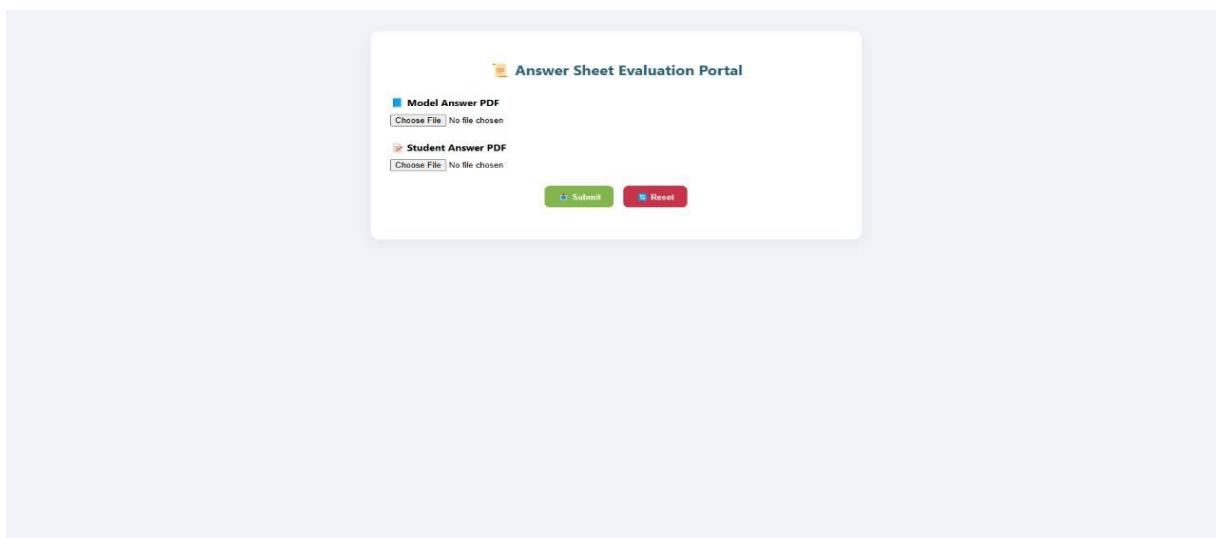 Answer Sheet Evaluation Portal
Model Answer PDF
Choose File No file chosen
Student Answer PDF
Choose File No file chosen
Submit Reset